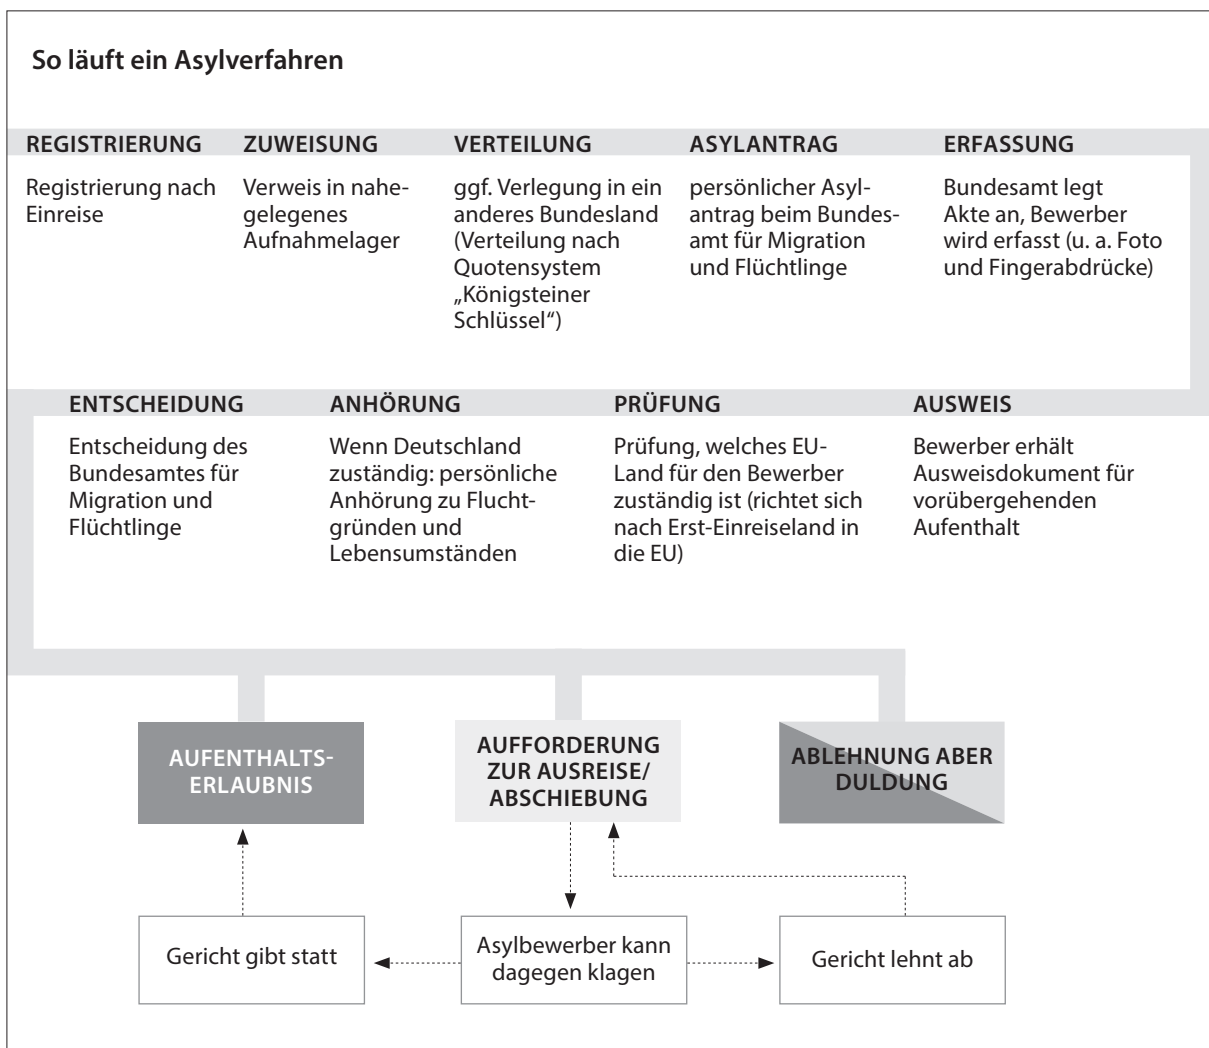 So läuft ein Asylverfahren
REGISTRIERUNG
Registrierung nach
Einreise
ZUWEISUNG
Verweis in nahe-
gelegenes
Aufnahmelager
VERTEILUNG
ggf. Verlegung in ein
anderes Bundesland
(Verteilung nach
Quotensystem
„Königsteiner
Schlüssel“)
ASYLANTRAG
persönlicher Asyl-
antrag beim Bundes-
amt für Migration
und Flüchtlinge
ERFASSUNG
Bundesamt legt
Akte an, Bewerber
wird erfasst (u. a. Foto
und Fingerabdrücke)
AUSWEIS
Bewerber erhält
Ausweisdokument für
vorübergehenden
Aufenthalt
PRÜFUNG
Prüfung, welches EU-
Land für den Bewerber
zuständig ist (richtet sich
nach Erst-Einreiseland in
die EU)
ANHÖRUNG
Wenn Deutschland
zuständig: persönliche
Anhörung zu Flucht-
gründen und
Lebensumständen
ENTSCHEIDUNG
Entscheidung des
Bundesamtes für
Migration und
Flüchtlinge
AUFENTHALTS-
ERLAUBNIS
AUFFORDERUNG
ZUR AUSREISE/
ABSCHIEBUNG
ABLEHNUNG ABER
DULDUNG
Gericht gibt statt
Asylbewerber kann
dagegen klagen
Gericht lehnt ab